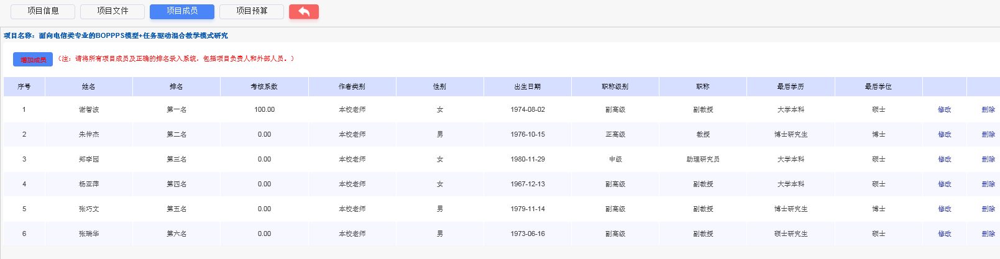 项目信息 项目文件 项目成员 项目预算
项目名称：面向电信类专业的BOPPPS模型+任务驱动混合教学模式研究
增加成员 （注：请将所有项目成员及正确的排名录入系统，包括项目负责人和外部人员。）
序号 姓名 排名 考核系数 作者类别 性别 出生日期 职称级别 职称 最后学历 最后学位
1 谢智波 第一名 100.00 本校老师 女 1974-08-02 副高级 副教授 大学本科 硕士 修改 删除
2 朱仲杰 第二名 0.00 本校老师 男 1976-10-15 正高级 教授 博士研究生 博士 修改 删除
3 郑李园 第三名 0.00 本校老师 女 1980-11-29 中级 助理研究员 大学本科 硕士 修改 删除
4 杨亚萍 第四名 0.00 本校老师 女 1967-12-13 副高级 副教授 大学本科 硕士 修改 删除
5 张巧文 第五名 0.00 本校老师 男 1979-11-14 副高级 副教授 博士研究生 博士 修改 删除
6 张瑞华 第六名 0.00 本校老师 男 1973-06-16 副高级 副教授 硕士研究生 硕士 修改 删除